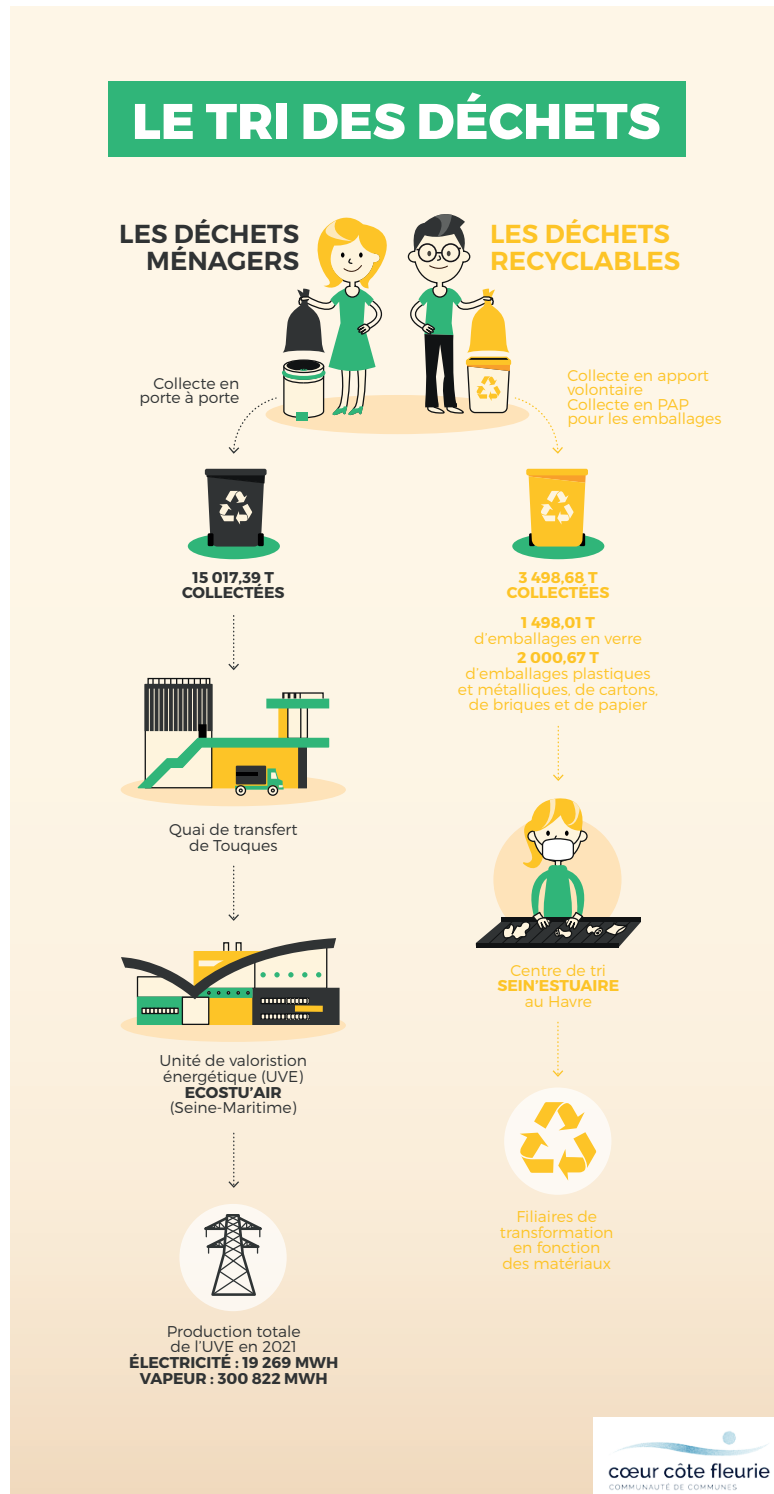 LE TRI DES DÉCHETS
LES DÉCHETS
MÉNAGERS
Collecte en
porte à porte
15 017,39 T
COLLECTÉES
Quai de transfert
de Touques
Unité de valoristion
énergétique (UVE)
ECOSTU'AIR
(Seine-Maritime)
Production totale
de l'UVE en 2021
ÉLECTRICITÉ : 19 269 MWH
VAPEUR : 300 822 MWH
LES DÉCHETS
RECYCLABLES
Collecte en apport
volontaire
Collecte en PAP
pour les emballages
3 498,68 T
COLLECTÉES
1 498,01 T
d'emballages en verre
2 000,67 T
d'emballages plastiques
et métalliques, de cartons,
de briques et de papier
Centre de tri
SEIN'ESTUAIRE
au Havre
Filiaires de
transformation
en fonction
des matériaux
cœur côte fleurie
COMMUNAUTÉ DE COMMUNES